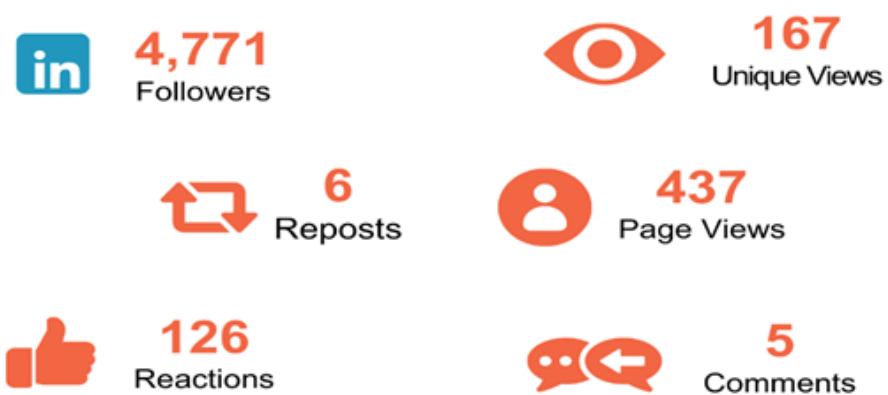 in
4,771
Followers
167
Unique Views
6
Reposts
437
Page Views
126
Reactions
5
Comments